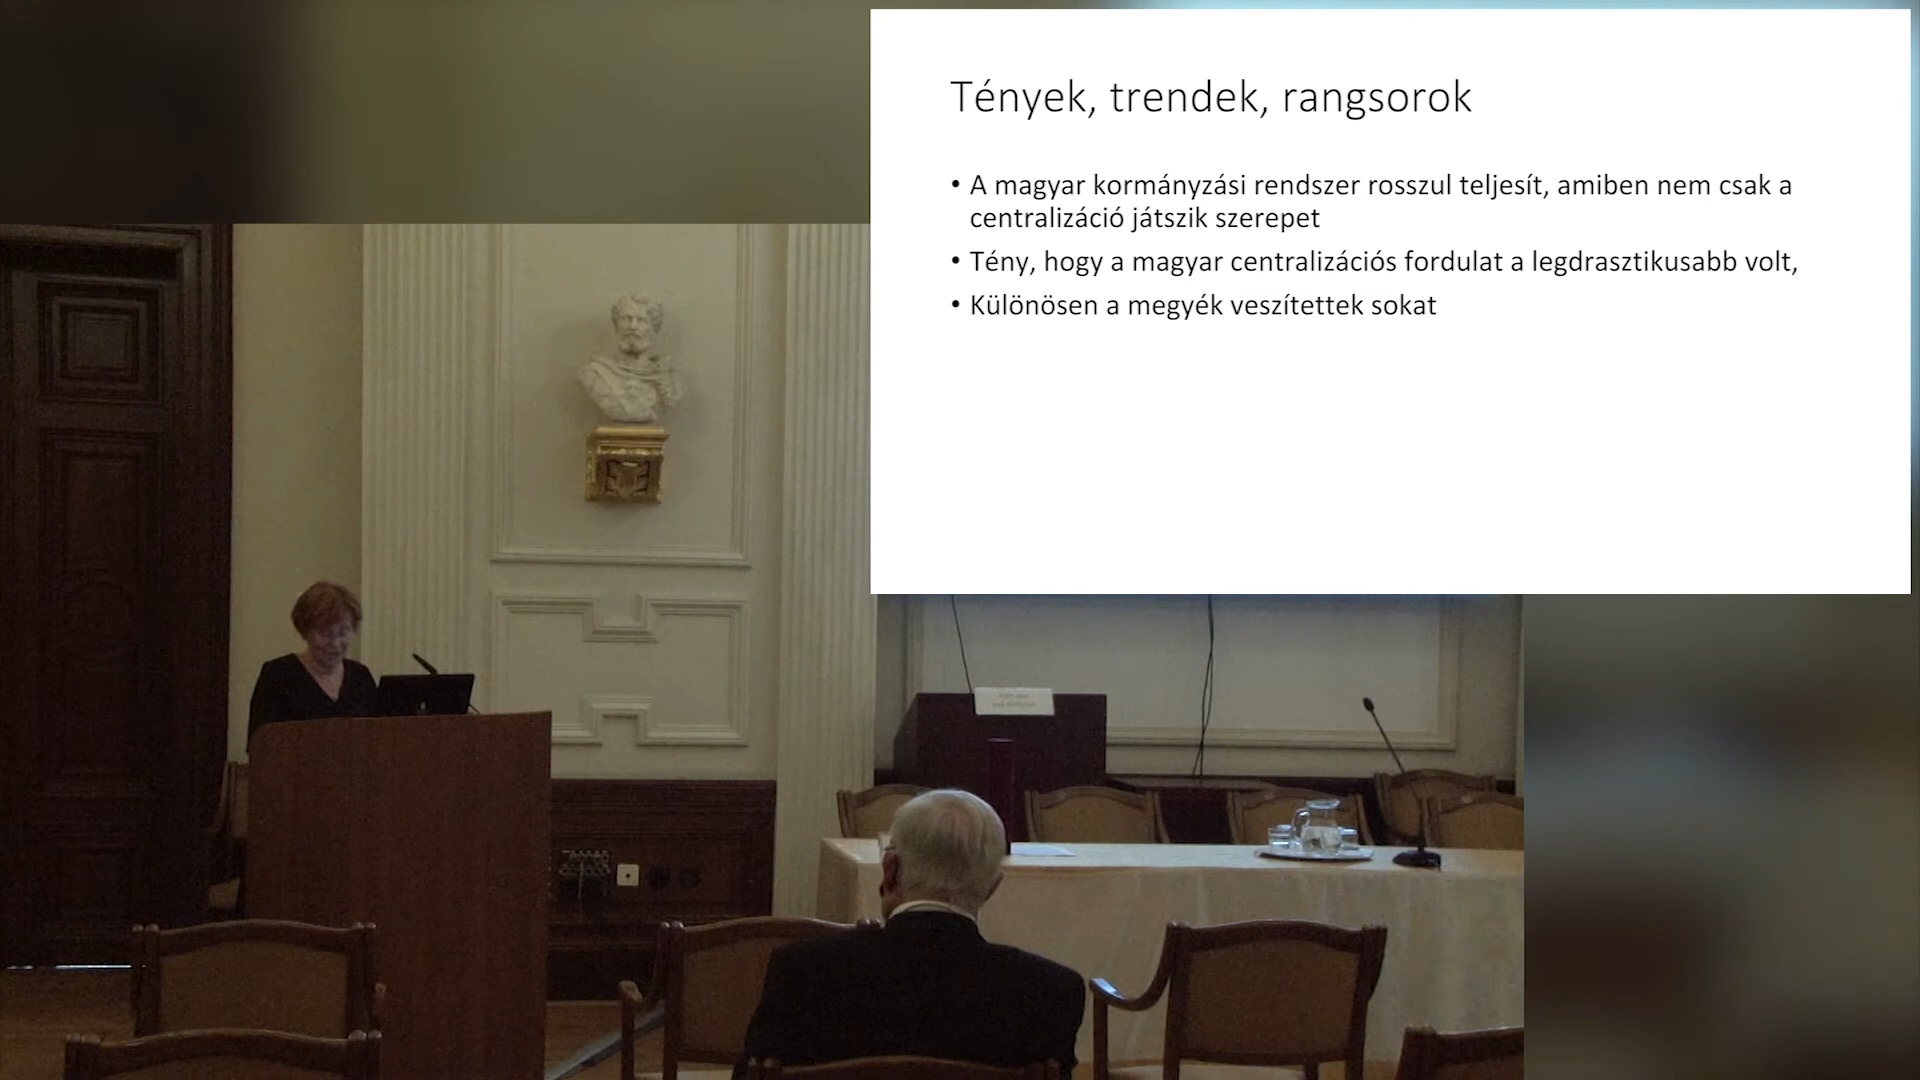 Tények, trendek, rangsorok
• A magyar kormányzási rendszer rosszul teljesít, amiben nem csak a
centralizáció játszik szerepet
• Tény, hogy a magyar centralizációs fordulat a legdrasztikusabb volt,
• Különösen a megyék veszítettek sokat